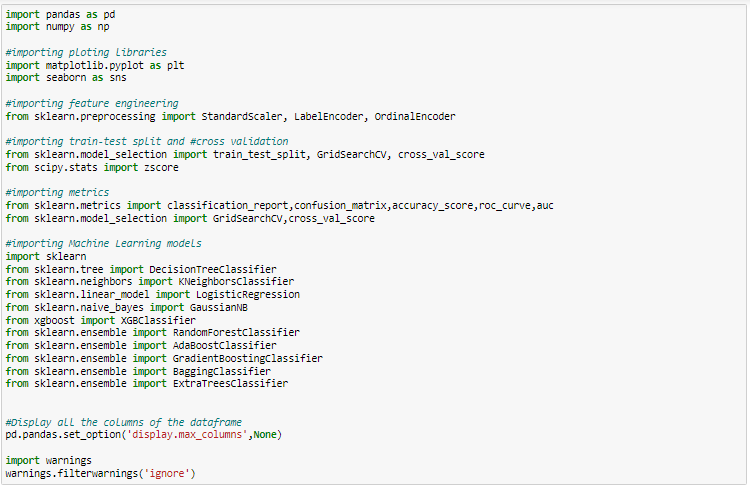 import pandas as pd
import numpy as np
#importing ploting libraries
import matplotlib.pyplot as plt
import seaborn as sns
#importing feature engineering
from sklearn.preprocessing import StandardScaler, LabelEncoder, OrdinalEncoder
#importing train-test split and #cross validation
from sklearn.model_selection import train_test_split, GridSearchCV, cross_val_score
from scipy.stats import zscore
#importing metrics
from sklearn.metrics import classification_report,confusion_matrix,accuracy_score,roc_curve,auc
from sklearn.model_selection import GridSearchCV,cross_val_score
#importing Machine Learning models
import sklearn
from sklearn.tree import DecisionTreeClassifier
from sklearn.neighbors import KNeighborsClassifier
from sklearn.linear_model import LogisticRegression
from sklearn.naive_bayes import GaussianNB
from xgboost import XGBClassifier
from sklearn.ensemble import RandomForestClassifier
from sklearn.ensemble import AdaBoostClassifier
from sklearn.ensemble import GradientBoostingClassifier
from sklearn.ensemble import BaggingClassifier
from sklearn.ensemble import ExtraTreesClassifier
#Display all the columns of the dataframe
pd.pandas.set_option('display.max_columns',None)
import warnings
warnings.filterwarnings('ignore')